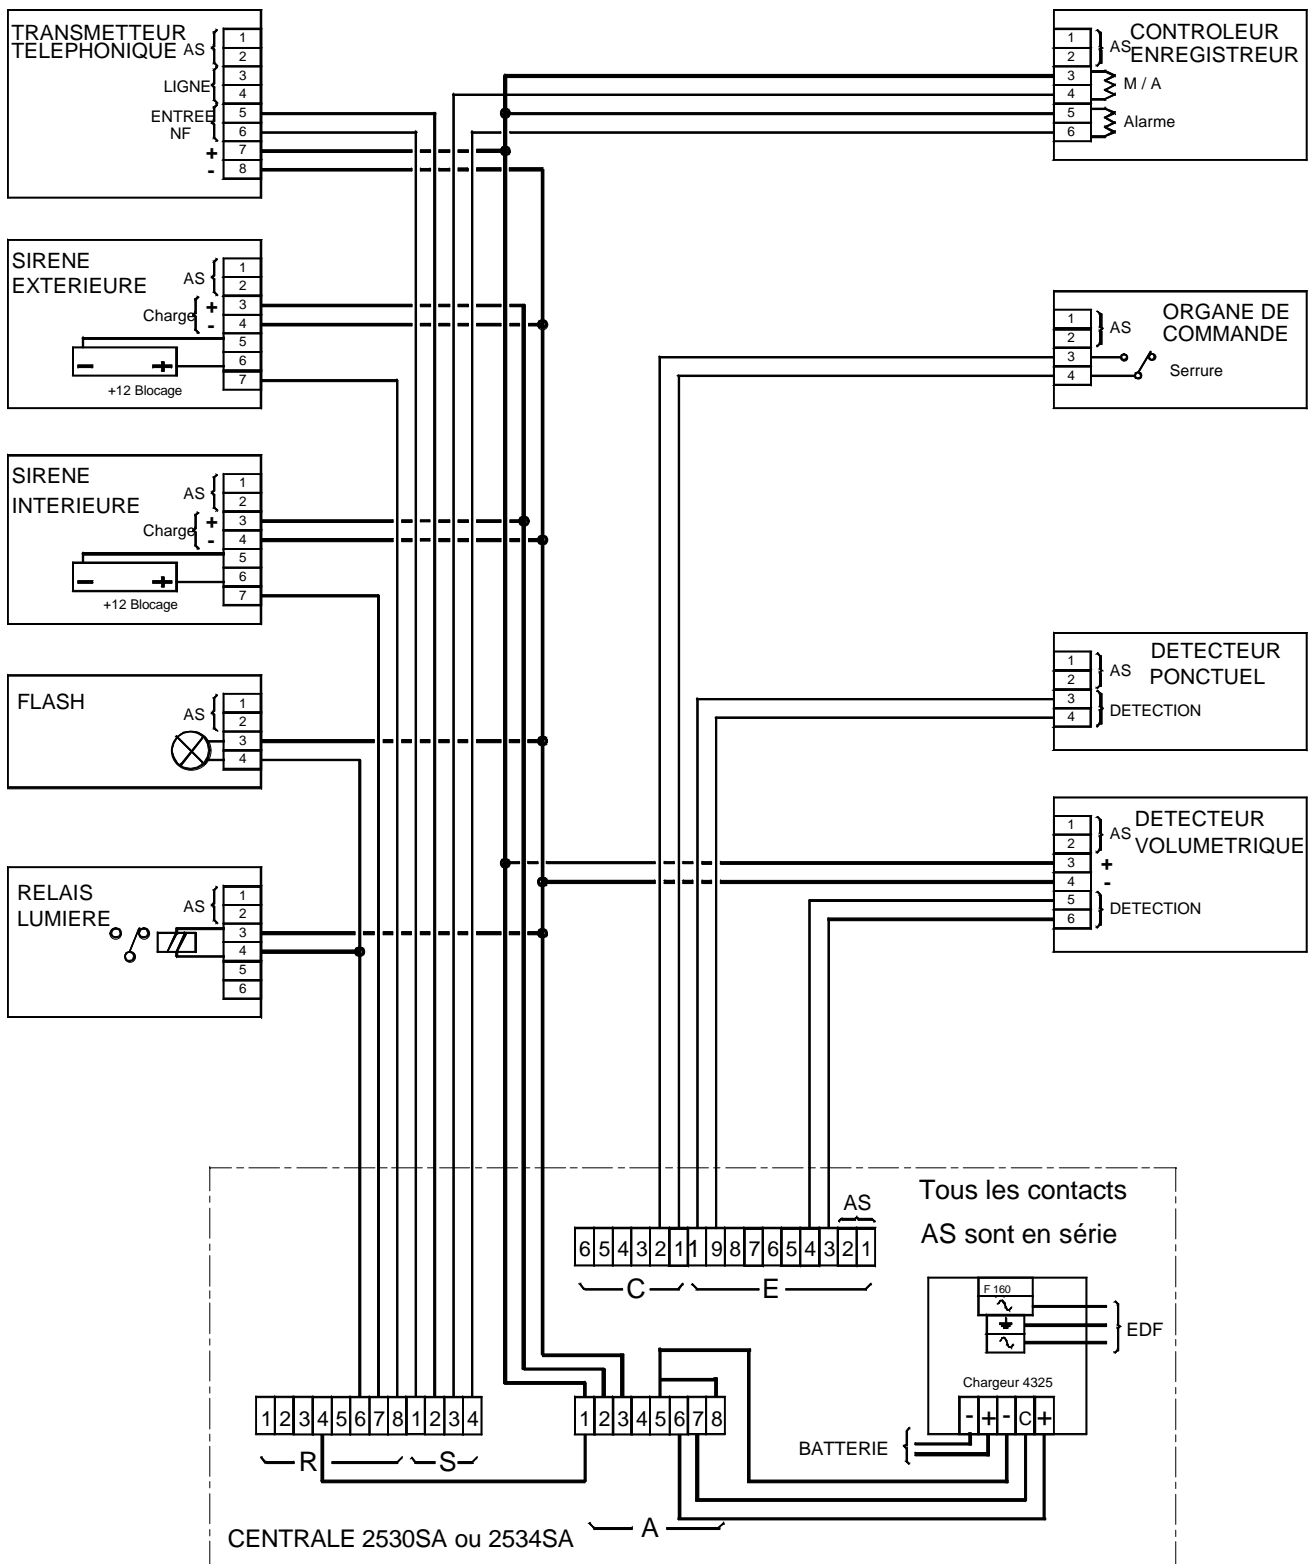 TRANSMETTEUR
TELEPHONIQUE AS
LIGNE
ENTREE
NF
+
-
1
2
3
4
5
6
7
8
SIRENE
EXTERIEURE
AS
Charge
+
-
- +
+12 Blocage
1
2
3
4
5
6
7
SIRENE
INTERIEURE
AS
Charge
+
-
- +
+12 Blocage
1
2
3
4
5
6
7
FLASH
AS
1
2
3
4
RELAIS
LUMIERE
AS
1
2
3
4
5
6
CONTROLEUR
ENREGISTREUR
AS
M / A
Alarme
1
2
3
4
5
6
ORGANE DE
COMMANDE
AS
Serrure
1
2
3
4
DETECTEUR
PONCTUEL
AS
DETECTION
1
2
3
4
DETECTEUR
VOLUMETRIQUE
AS
+
-
DETECTION
1
2
3
4
5
6
Tous les contacts
AS sont en série
AS
6 5 4 3 2 1 1 9 8 7 6 5 4 3 2 1
C E
F 160
EDF
Chargeur 4325
- + - C +
BATTERIE
1 2 3 4 5 6 7 8 1 2 3 4
R S
1 2 3 4 5 6 7 8
A
CENTRALE 2530SA ou 2534SA